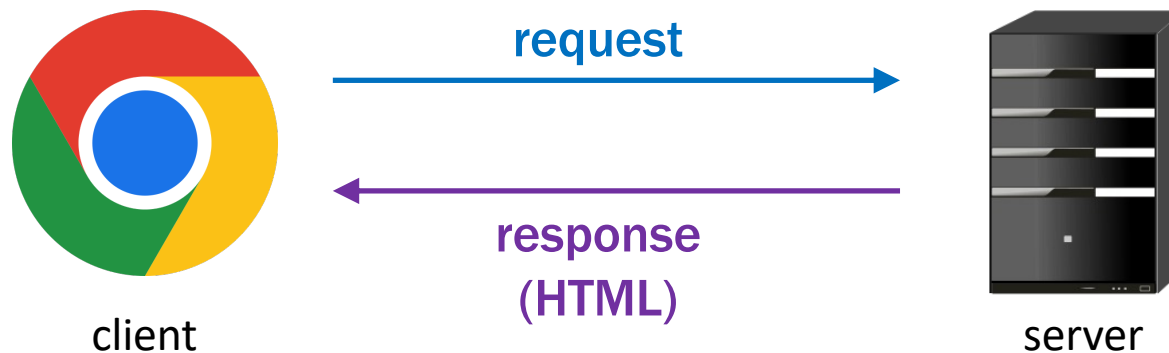 request
response
(HTML)
client
server